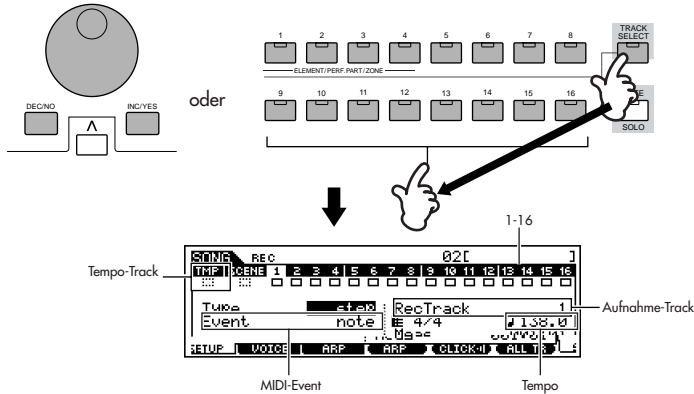 1 2 3 4 5 6 7 8
TRACK SELECT
ELEMENT/PERF. PART/ZONE
DEC/NO
INC/YES
oder
9 10 11 12 13 14 15 16
SOLO
1-16
SONG REC 02[ ]
TMP SCENE 1 2 3 4 5 6 7 8 9 10 11 12 13 14 15 16
Tempo-Track
Type step
RecTrack 1
Aufnahme-Track
Event note
4/4 138.0
SETUP VOICE ARP ARP CLICK ALL TR
MIDI-Event
Tempo